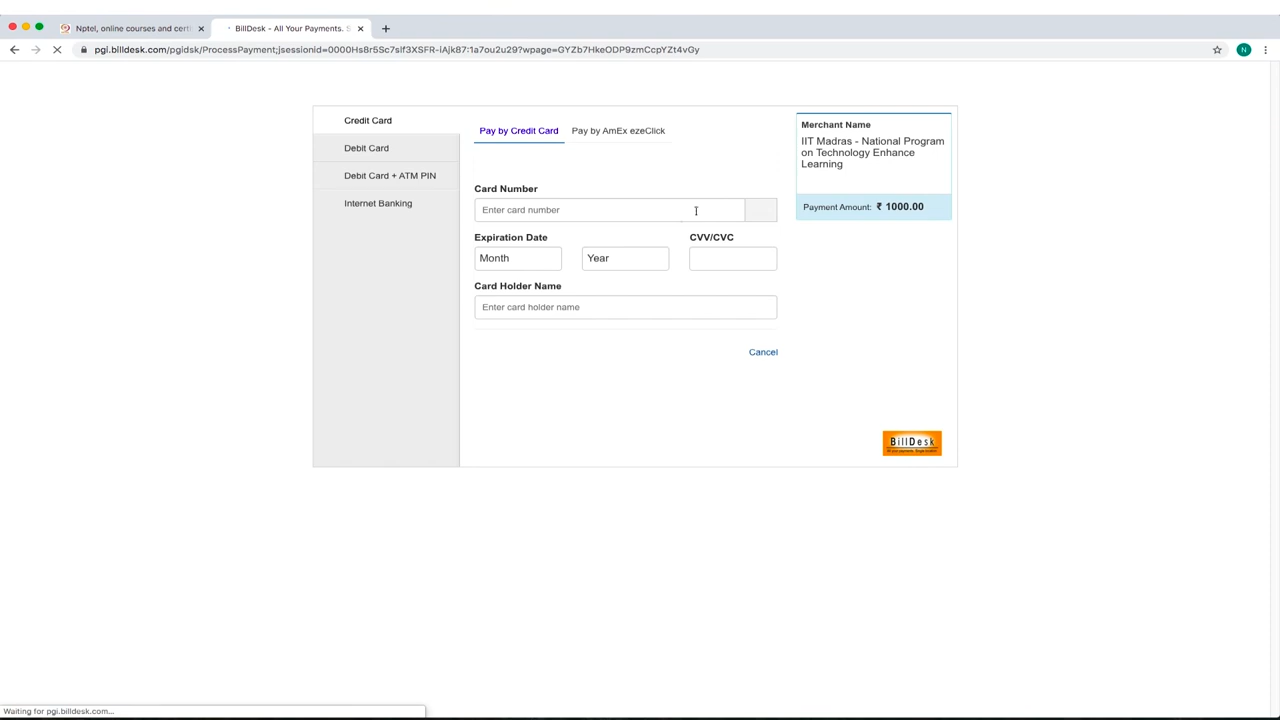 Nptel, online courses and certi
BillDesk - All Your Payments. S
pgi.billdesk.com/pgidsk/ProcessPayment;jsessionid=0000Hs8r5Sc7slf3XSFR-iAjk87:1a7ou2u29?wpage=GYZb7HkeODP9zmCcpYZt4vGy
N
Credit Card
Debit Card
Debit Card + ATM PIN
Internet Banking
Pay by Credit Card
Pay by AmEx ezeClick
Card Number
Enter card number
Expiration Date
CVV/CVC
Month
Year
Card Holder Name
Enter card holder name
Cancel
Merchant Name
IIT Madras - National Program
on Technology Enhance
Learning
Payment Amount: ₹ 1000.00
BillDesk
Waiting for pgi.billdesk.com...